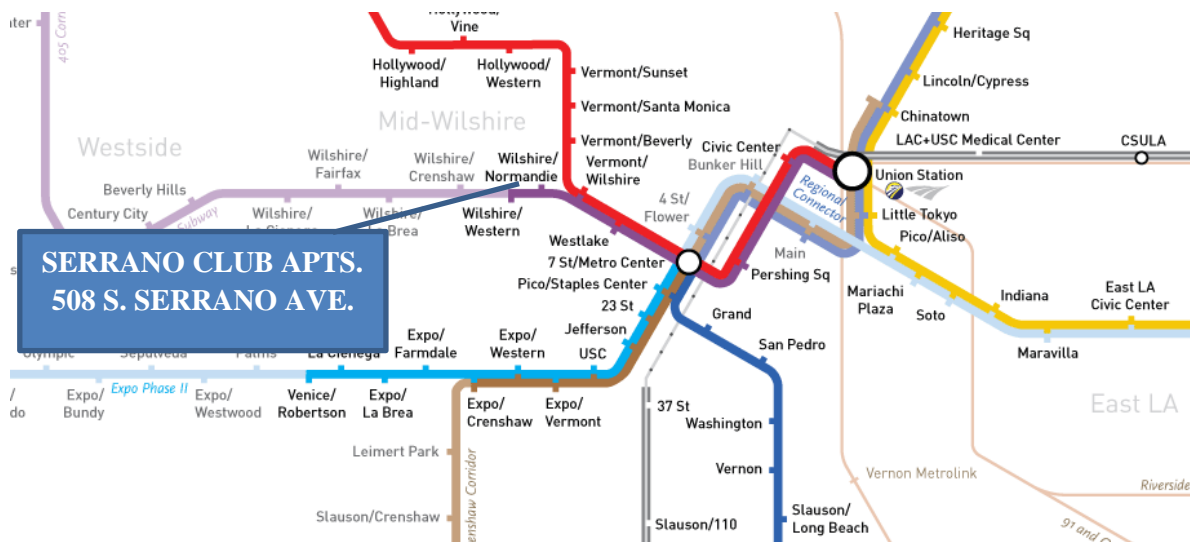 Hollywood/
Vine
Hollywood/
Highland
Hollywood/
Western
Vermont/Sunset
Vermont/Santa Monica
Vermont/Beverly
Vermont/
Wilshire
405 Corri
Westside
Mid-Wilshire
Wilshire/
Fairfax
Wilshire/
Crenshaw
Wilshire/
Normandie
Beverly Hills
Century City
Subway
Wilshire/
Wilshire/
La Brea
Wilshire/
Western
SERRANO CLUB APTS.
508 S. SERRANO AVE.
Westlake
7 St/Metro Center
Pico/Staples Center
23 St
Jefferson
USC
4 St/
Flower
Civic Center
Bunker Hill
Regional
Connector
Main
Pershing Sq
Grand
San Pedro
Washington
Vernon
Slauson/
Long Beach
37 St
Slauson/110
Heritage Sq
Lincoln/Cypress
Chinatown
LAC+USC Medical Center
CSULA
Union Station
Little Tokyo
Pico/Aliso
Mariachi
Plaza
Soto
Indiana
East LA
Civic Center
Maravilla
East LA
Olympic
Sepulveda
Palms
La Cienega
Expo/
Farmdale
Expo/
Western
Expo/
Bundy
Expo Phase II
Expo/
Westwood
Venice/
Robertson
Expo/
La Brea
Expo/
Crenshaw
Expo/
Vermont
Leimert Park
Slauson/Crenshaw
enshaw Corridor
Vernon Metrolink
Riverside
91 and